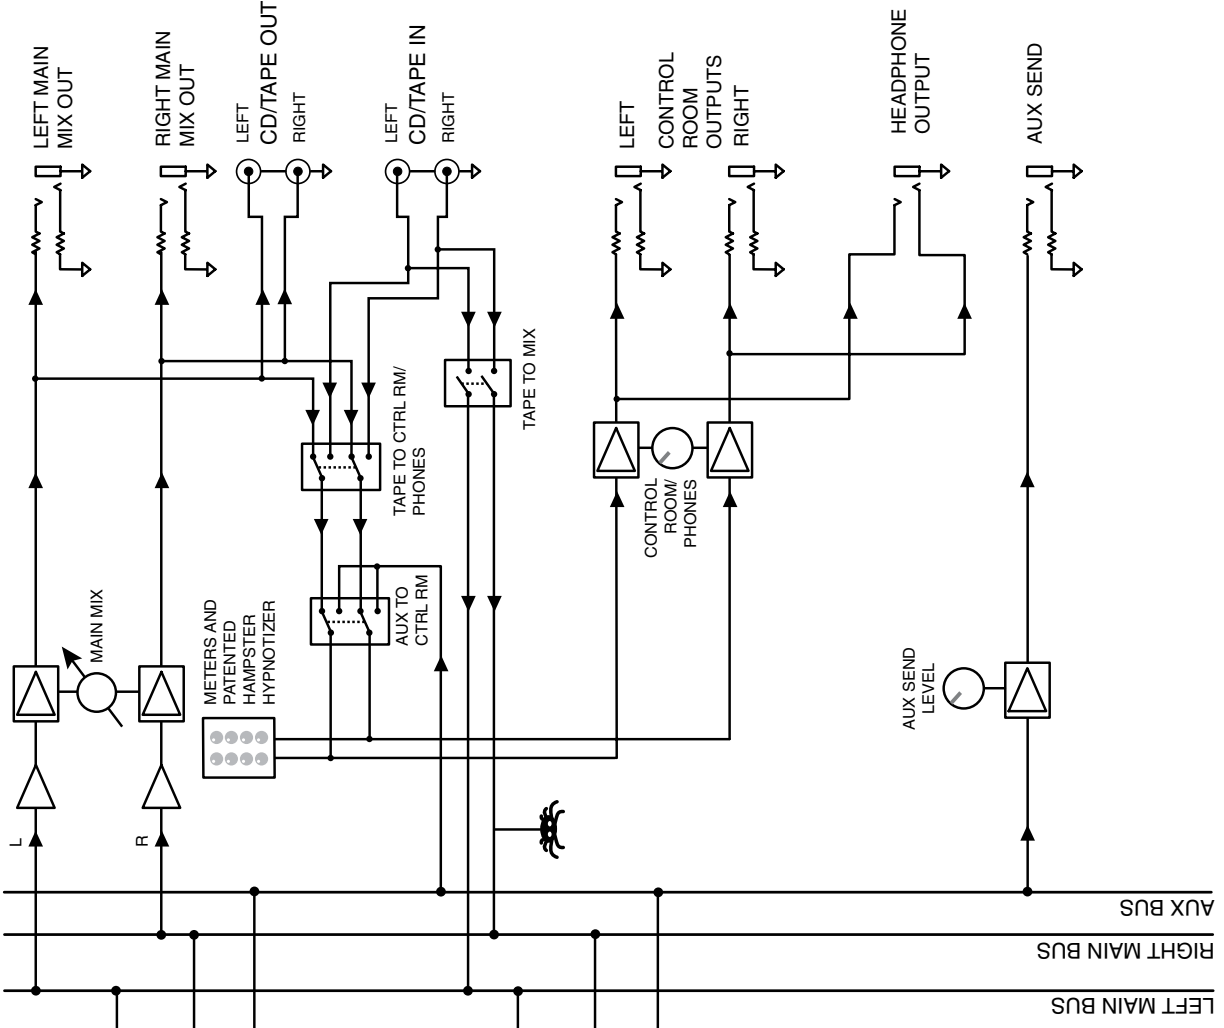 LEFT MAIN
MIX OUT
RIGHT MAIN
MIX OUT
LEFT
CD/TAPE OUT
RIGHT
LEFT
CD/TAPE IN
RIGHT
LEFT
CONTROL
ROOM
OUTPUTS
RIGHT
HEADPHONE
OUTPUT
AUX SEND
TAPE TO CTRL RM/
PHONES
TAPE TO MIX
CONTROL
ROOM/
PHONES
MAIN MIX
METERS AND
PATENTED
HAMPSTER
HYPNOTIZER
AUX TO
CTRL RM
AUX SEND
LEVEL
L
R
AUX BUS
RIGHT MAIN BUS
LEFT MAIN BUS